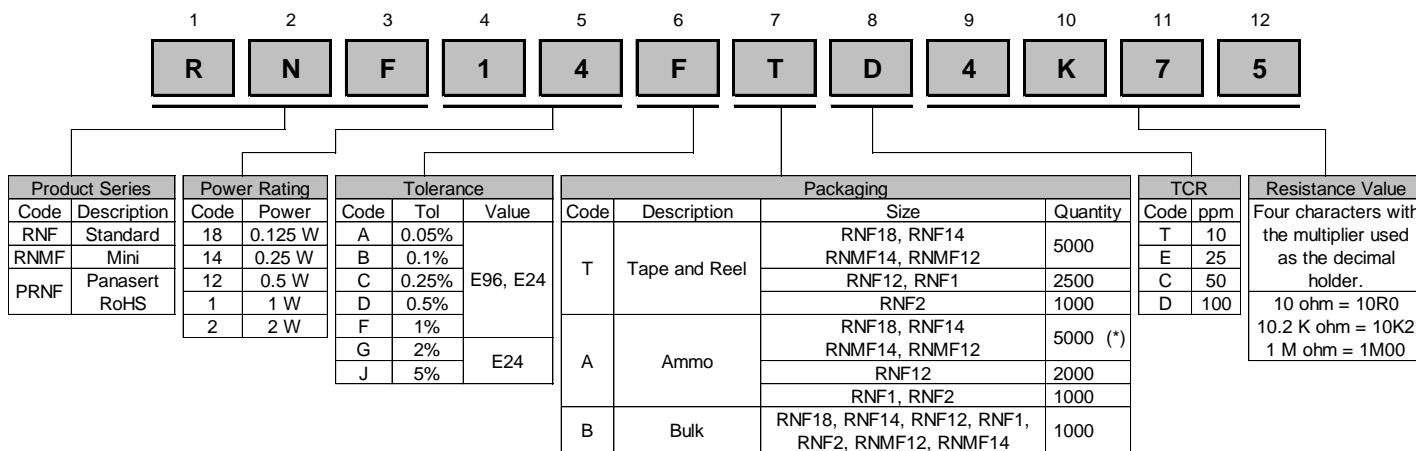 1 2 3 4 5 6 7 8 9 10 11 12
R N F 1 4 F T D 4 K 7 5
Product Series
Code Description
RNF Standard
RNMF Mini
PRNF Panasert
RoHS
Power Rating
Code Power
18 0.125 W
14 0.25 W
12 0.5 W
1 1 W
2 2 W
Tolerance
Code Tol Value
A 0.05%
B 0.1%
C 0.25% E96, E24
D 0.5%
F 1%
G 2% E24
J 5%
Packaging
Code Description Size Quantity
T Tape and Reel
RNF18, RNF14
RNMF14, RNMF12
5000
RNF12, RNF1 2500
RNF2 1000
A Ammo
RNF18, RNF14
RNMF14, RNMF12
5000 (*)
RNF12 2000
RNF1, RNF2 1000
B Bulk
RNF18, RNF14, RNF12, RNF1,
RNF2, RNMF12, RNMF14
1000
TCR
Code ppm
T 10
E 25
C 50
D 100
Resistance Value
Four characters with
the multiplier used
as the decimal
holder.
10 ohm = 10R0
10.2 K ohm = 10K2
1 M ohm = 1M00